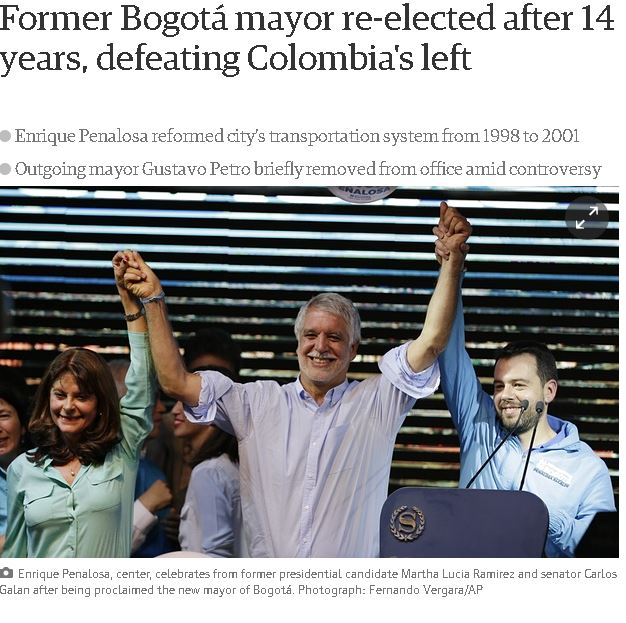 Former Bogotá mayor re-elected after 14
years, defeating Colombia's left
Enrique Penalosa reformed city's transportation system from 1998 to 2001
Outgoing mayor Gustavo Petro briefly removed from office amid controversy
S
Enrique Penalosa, center, celebrates from former presidential candidate Martha Lucia Ramirez and senator Carlos
Galan after being proclaimed the new mayor of Bogotá. Photograph: Fernando Vergara/AP